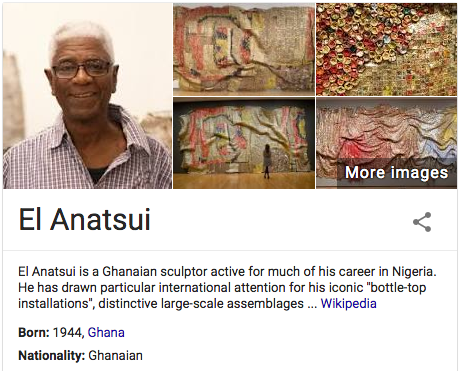 More images
El Anatsui
El Anatsui is a Ghanaian sculptor active for much of his career in Nigeria.
He has drawn particular international attention for his iconic "bottle-top
installations", distinctive large-scale assemblages ... Wikipedia
Born: 1944, Ghana
Nationality: Ghanaian